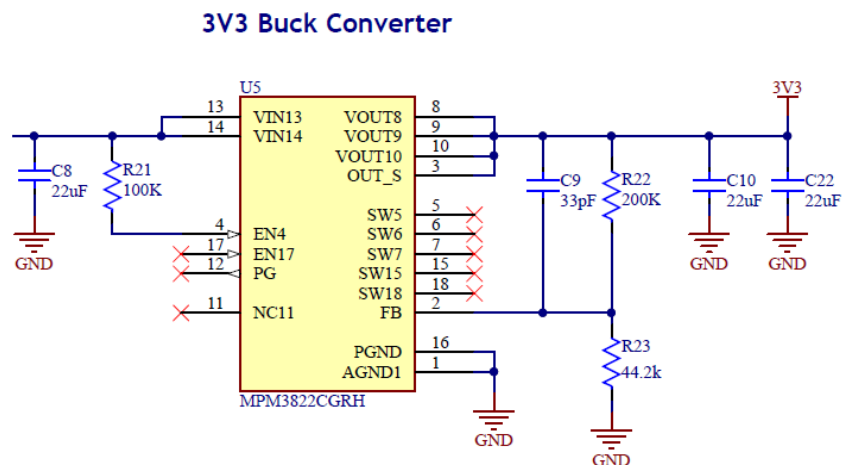 3V3 Buck Converter
U5
3V3
13 VIN13 VOUT8 8
14 VIN14 VOUT9 9
VOUT10 10
OUT_S 3
C8
22uF
R21
100K
C9
33pF
R22
200K
C10
22uF
C22
22uF
SW5 5
4 EN4 SW6 6
17 EN17 SW7 7
12 PG SW15 15
SW18 18
11 NC11 FB 2
GND
GND
GND
PGND 16
AGND1 1
R23
44.2k
MPM3822CGRH
GND
GND